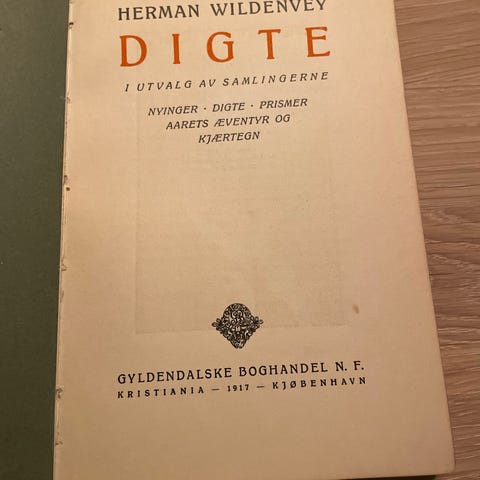 HERMAN WILDENVEY
DIGTE
I UTVALG AV SAMLINGERNE
NYINGER · DIGTE · PRISMER
AARETS ÆVENTYR OG
KJÆRTEGN
GYLDENDALSKE BOGHANDEL N. F.
KRISTIANIA — 1917 — KJØBENHAVN